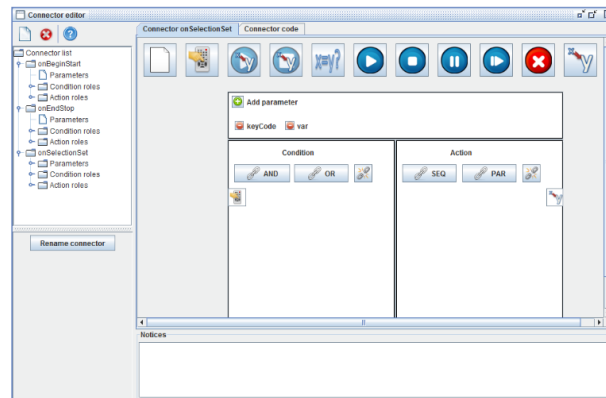 Connector editor
Connector onSelectionSet
Connector code
Connector list
onBeginStart
Parameters
Condition roles
Action roles
onEndStop
Parameters
Condition roles
Action roles
onSelectionSet
Parameters
Condition roles
Action roles
Rename connector
x=y?
Add parameter
keyCode
var
Condition
Action
AND
OR
SEQ
PAR
Notices